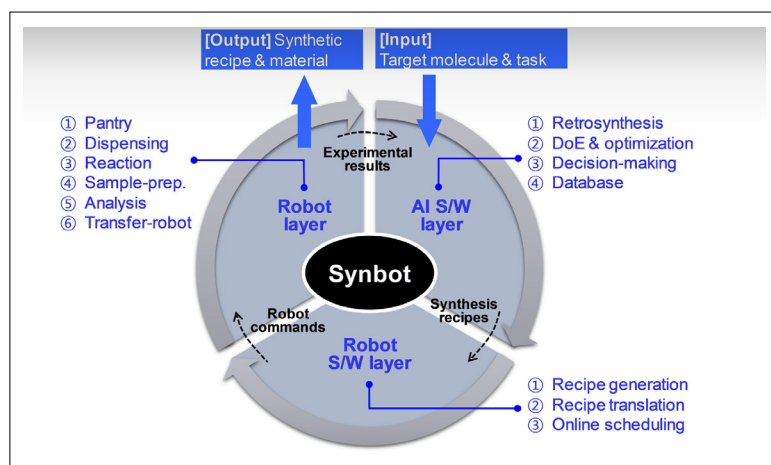 [Output] Synthetic
recipe & material
[Input]
Target molecule & task
① Pantry
② Dispensing
③ Reaction
④ Sample-prep.
⑤ Analysis
⑥ Transfer-robot
Experimental
results
① Retrosynthesis
② DoE & optimization
③ Decision-making
④ Database
Robot
layer
AI S/W
layer
Synbot
Robot
commands
Synthesis
recipes
Robot
S/W layer
① Recipe generation
② Recipe translation
③ Online scheduling